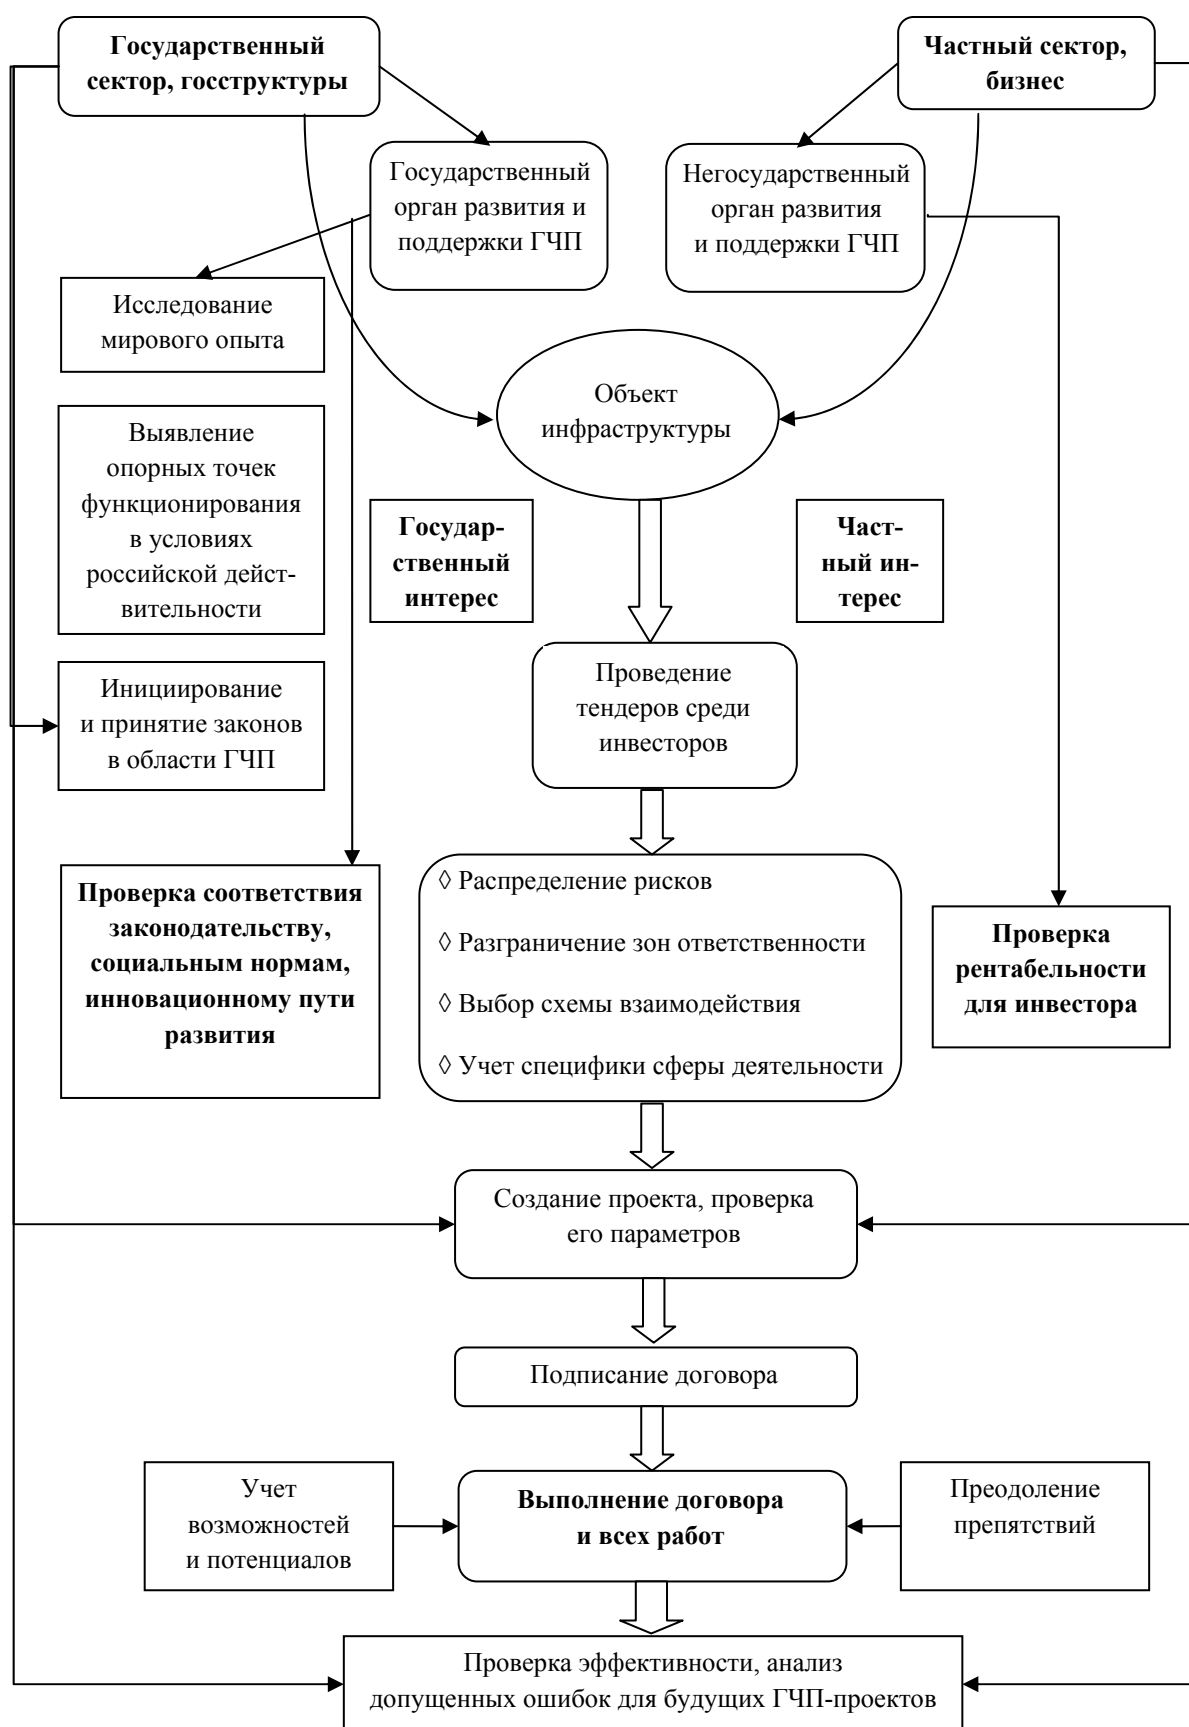 Государственный
сектор, госструктуры
Частный сектор,
бизнес
Государственный
орган развития и
поддержки ГЧП
Негосударственный
орган развития
и поддержки ГЧП
Исследование
мирового опыта
Объект
инфраструктуры
Выявление
опорных точек
функционирования
в условиях
российской дейст-
вительности
Государ-
ственный
интерес
Част-
ный ин-
терес
Проведение
тендеров среди
инвесторов
Инициирование
и принятие законов
в области ГЧП
Проверка соответствия
законодательству,
социальным нормам,
инновационному пути
развития
◊ Распределение рисков
◊ Разграничение зон ответственности
◊ Выбор схемы взаимодействия
◊ Учет специфики сферы деятельности
Проверка
рентабельности
для инвестора
Создание проекта, проверка
его параметров
Подписание договора
Учет
возможностей
и потенциалов
Выполнение договора
и всех работ
Преодоление
препятствий
Проверка эффективности, анализ
допущенных ошибок для будущих ГЧП-проектов